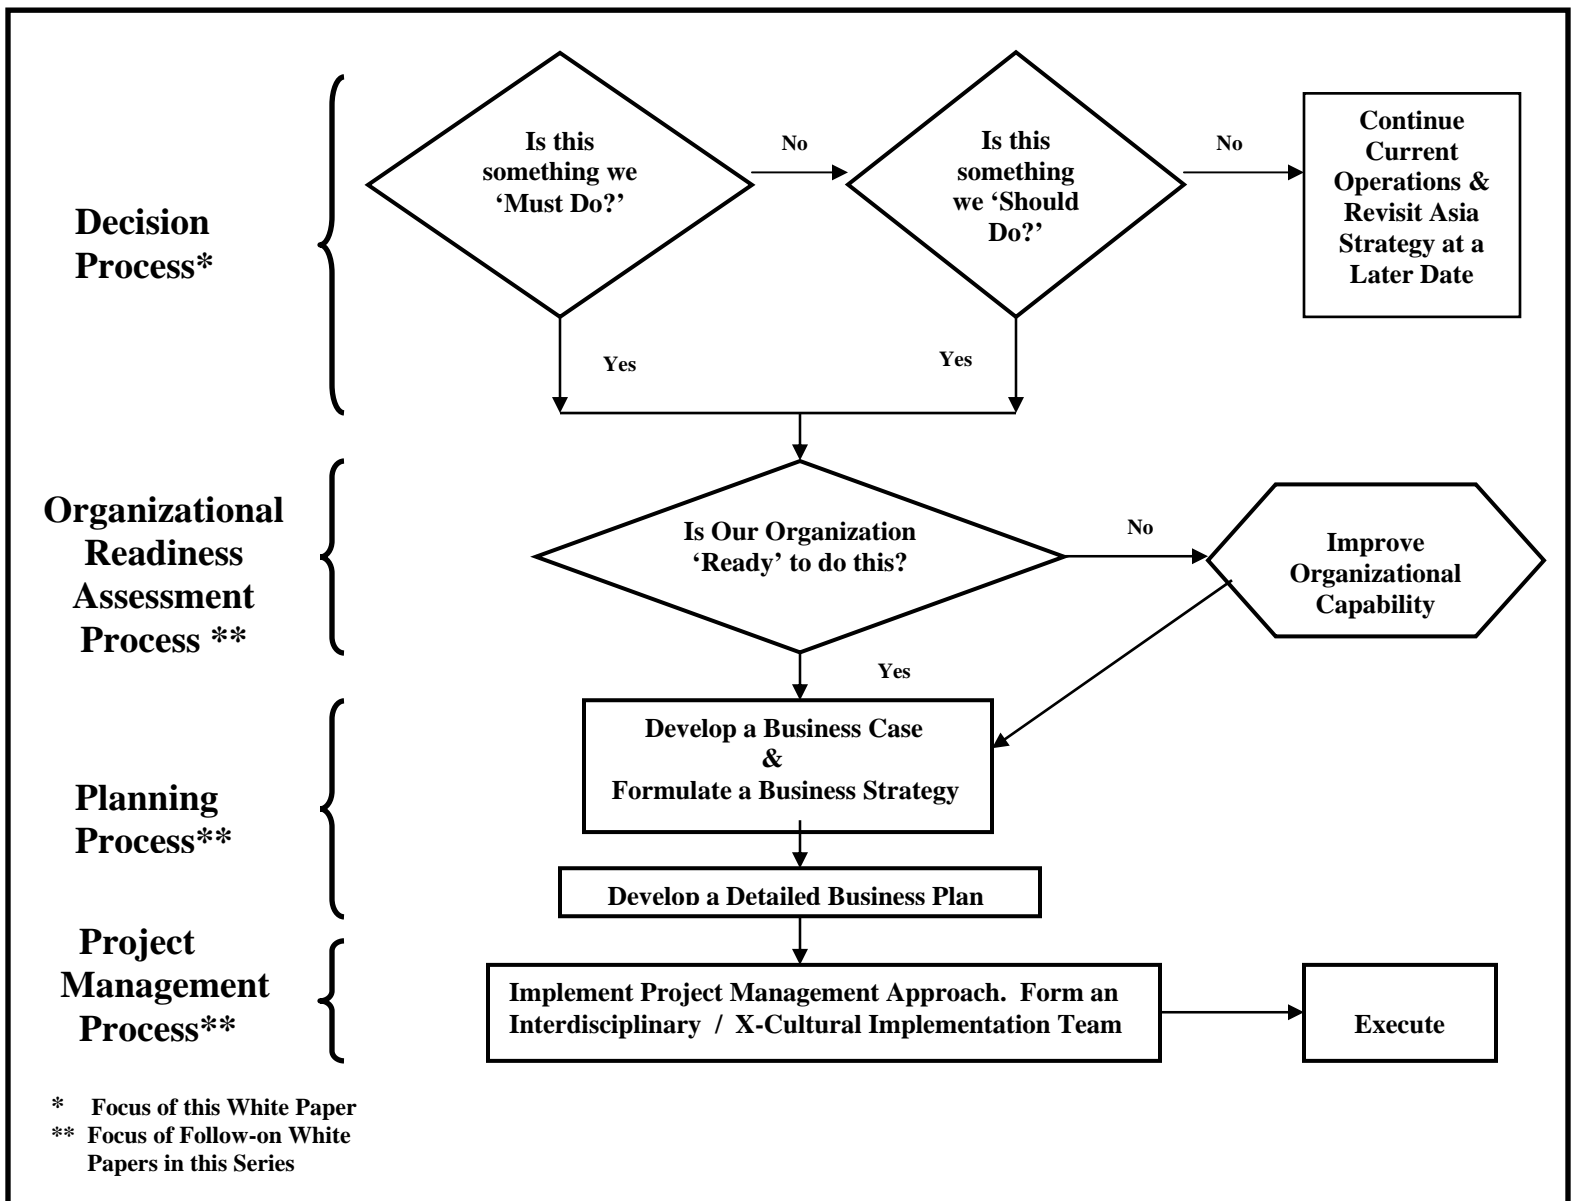 Decision
Process*
Is this
something we
‘Must Do?’
No
Is this
something
we ‘Should
Do?’
No
Continue
Current
Operations &
Revisit Asia
Strategy at a
Later Date
Yes
Yes
Organizational
Readiness
Assessment
Process **
Is Our Organization
‘Ready’ to do this?
No
Improve
Organizational
Capability
Yes
Planning
Process**
Develop a Business Case
&
Formulate a Business Strategy
Develop a Detailed Business Plan
Project
Management
Process**
Implement Project Management Approach. Form an
Interdisciplinary / X-Cultural Implementation Team
Execute
* Focus of this White Paper
** Focus of Follow-on White
Papers in this Series